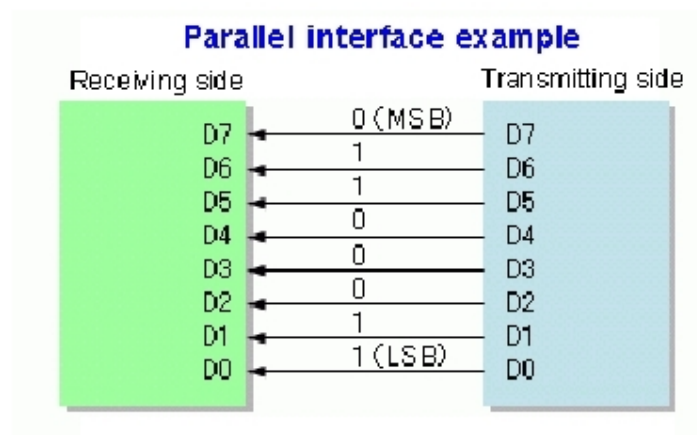 Parallel interface example
Receiving side Transmitting side
D7 0 (MSB) D7
D6 1 D6
D5 1 D5
D4 0 D4
D3 0 D3
D2 0 D2
D1 1 D1
D0 1 (LSB) D0